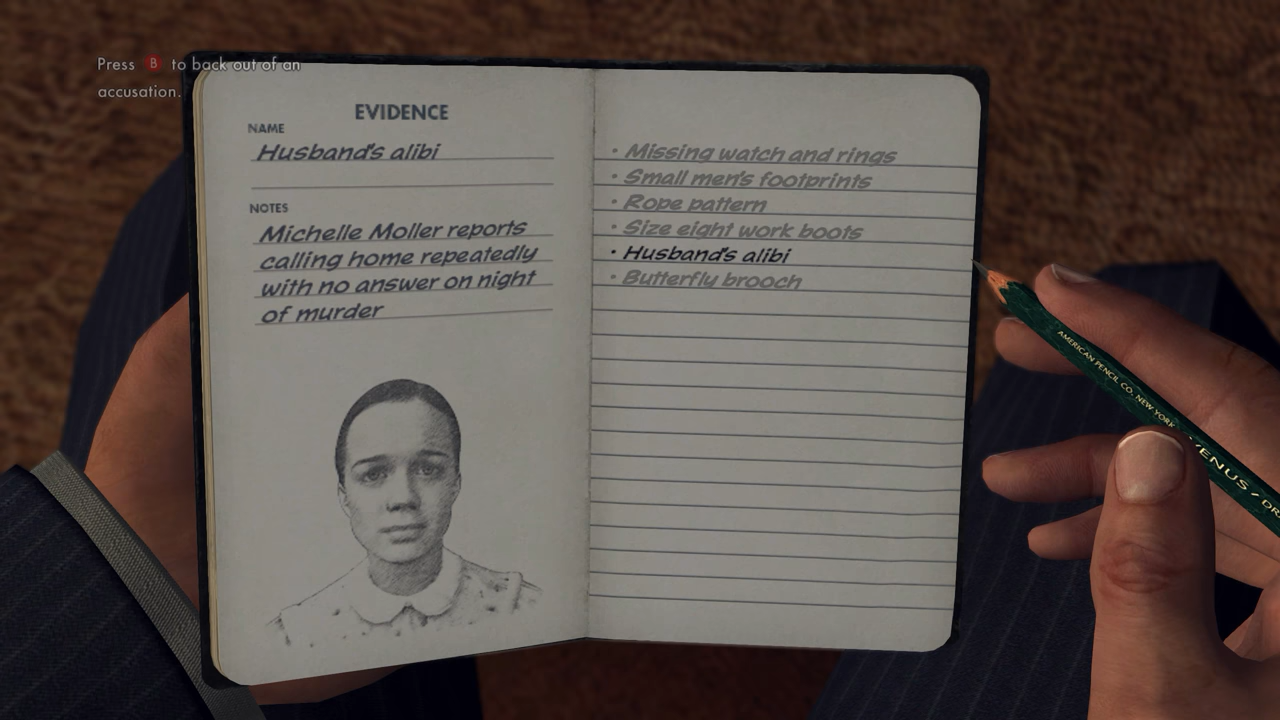 Press B to back out of an
accusation.
EVIDENCE
NAME
Husband's alibi
NOTES
Michelle Moller reports
calling home repeatedly
with no answer on night
of murder
• Missing watch and rings
• Small men's footprints
• Rope pattern
• Size eight work boots
• Husband's alibi
• Butterfly brooch
AMERICAN PENCIL CO. NEW YORK
VENUS / DR